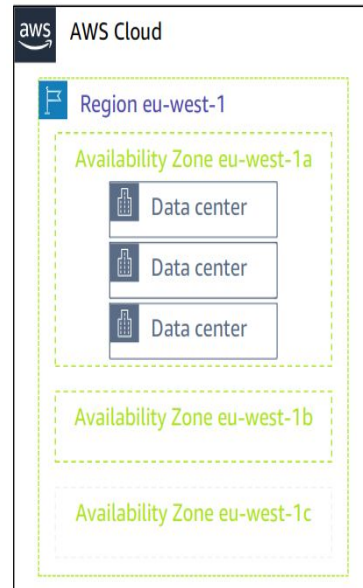 aws
AWS Cloud
Region eu-west-1
Availability Zone eu-west-1a
Data center
Data center
Data center
Availability Zone eu-west-1b
Availability Zone eu-west-1c